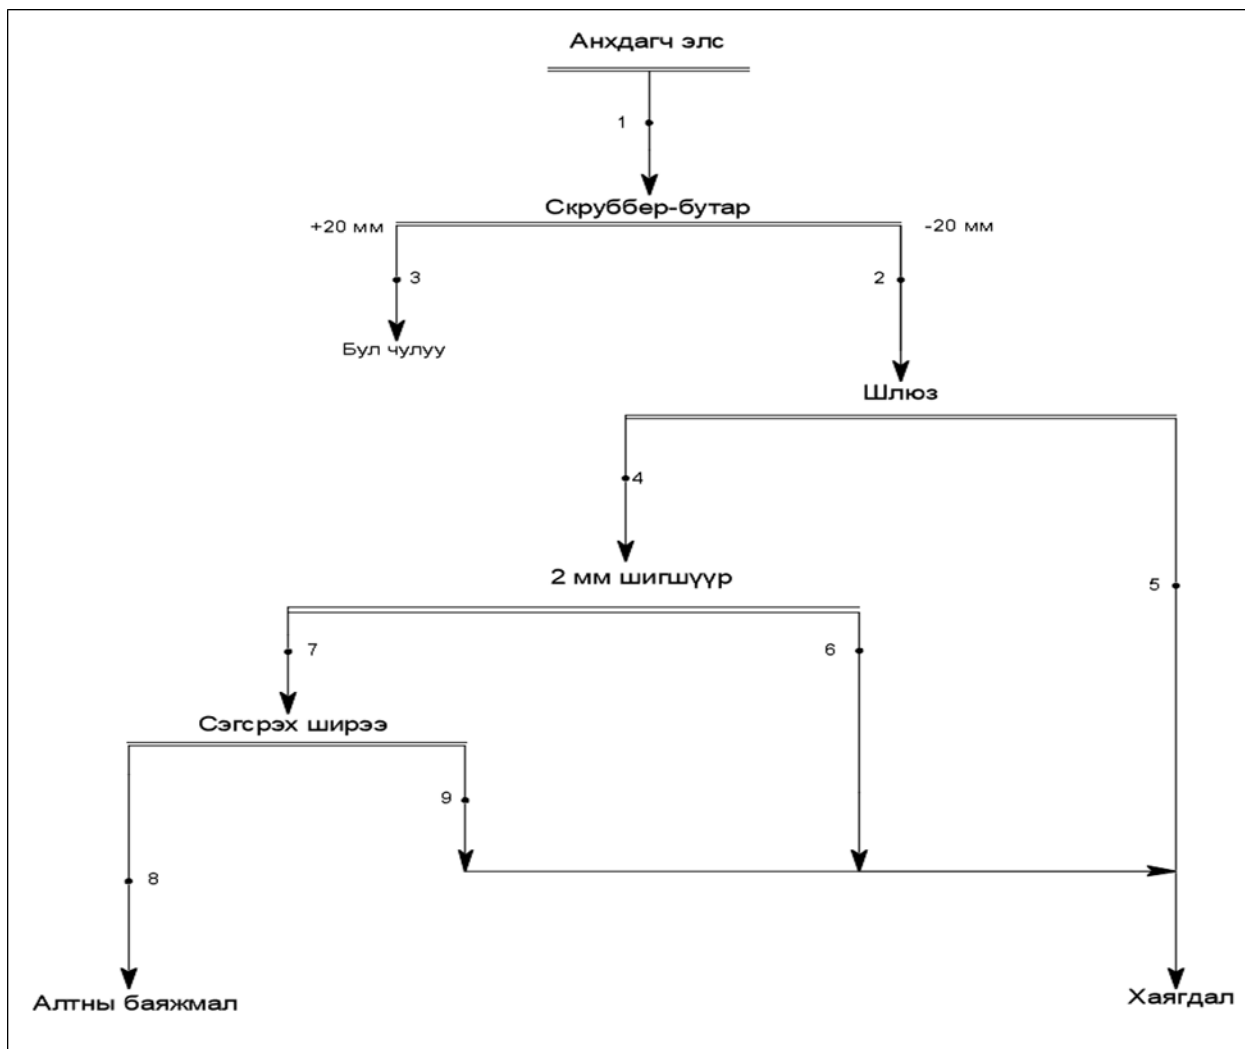 Анхдагч элс
1
Скруббер-бутар
+20 мм
-20 мм
3
2
Бул чулуу
Шлюз
4
2 мм шигшүүр
5
7
6
Сэгсрэх ширээ
9
8
Алтны баяжмал
Хаягдал